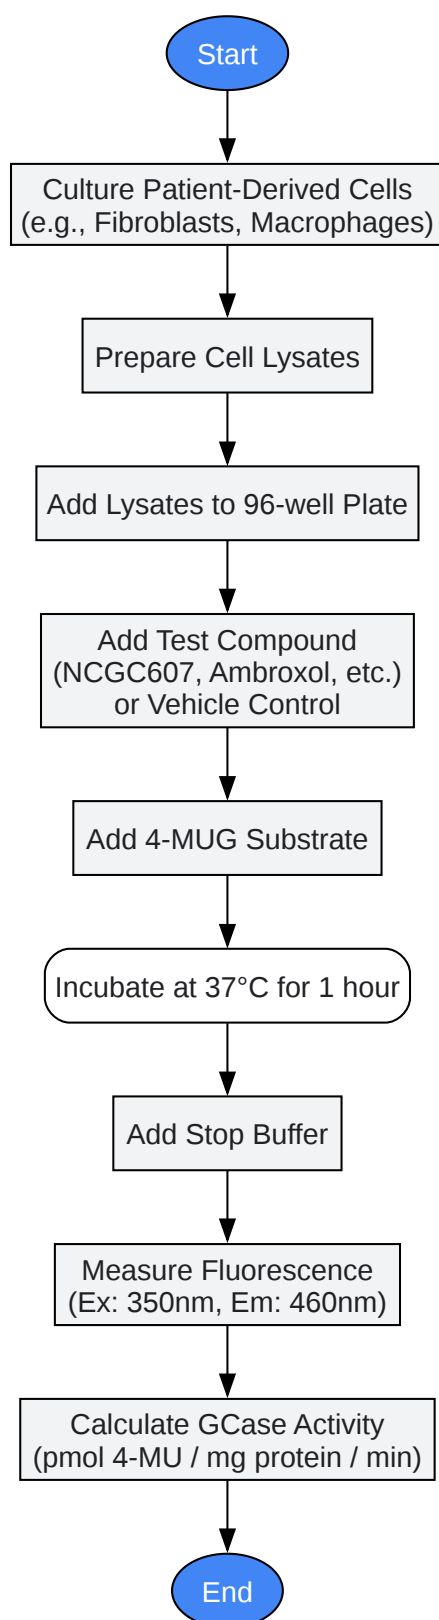 Start
Culture Patient-Derived Cells
(e.g., Fibroblasts, Macrophages)
Prepare Cell Lysates
Add Lysates to 96-well Plate
Add Test Compound
(NCGC607, Ambroxol, etc.)
or Vehicle Control
Add 4-MUG Substrate
Incubate at 37°C for 1 hour
Add Stop Buffer
Measure Fluorescence
(Ex: 350nm, Em: 460nm)
Calculate GCase Activity
(pmol 4-MU / mg protein / min)
End